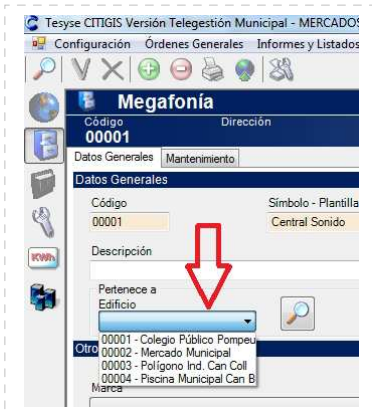 Tesyse CITIGIS Versión Telegestión Municipal - MERCADOS
Configuración Órdenes Generales Informes y Listados
Megafonía
Código Dirección
00001
Datos Generales Mantenimiento
Datos Generales
Código Símbolo - Plantilla
00001 Central Sonido
Descripción
Pertenece a
Edificio
00001 - Colegio Público Pompeu
00002 - Mercado Municipal
00003 - Polígono Ind. Can Coll
00004 - Piscina Municipal Can B
Otro
Marca
KWh